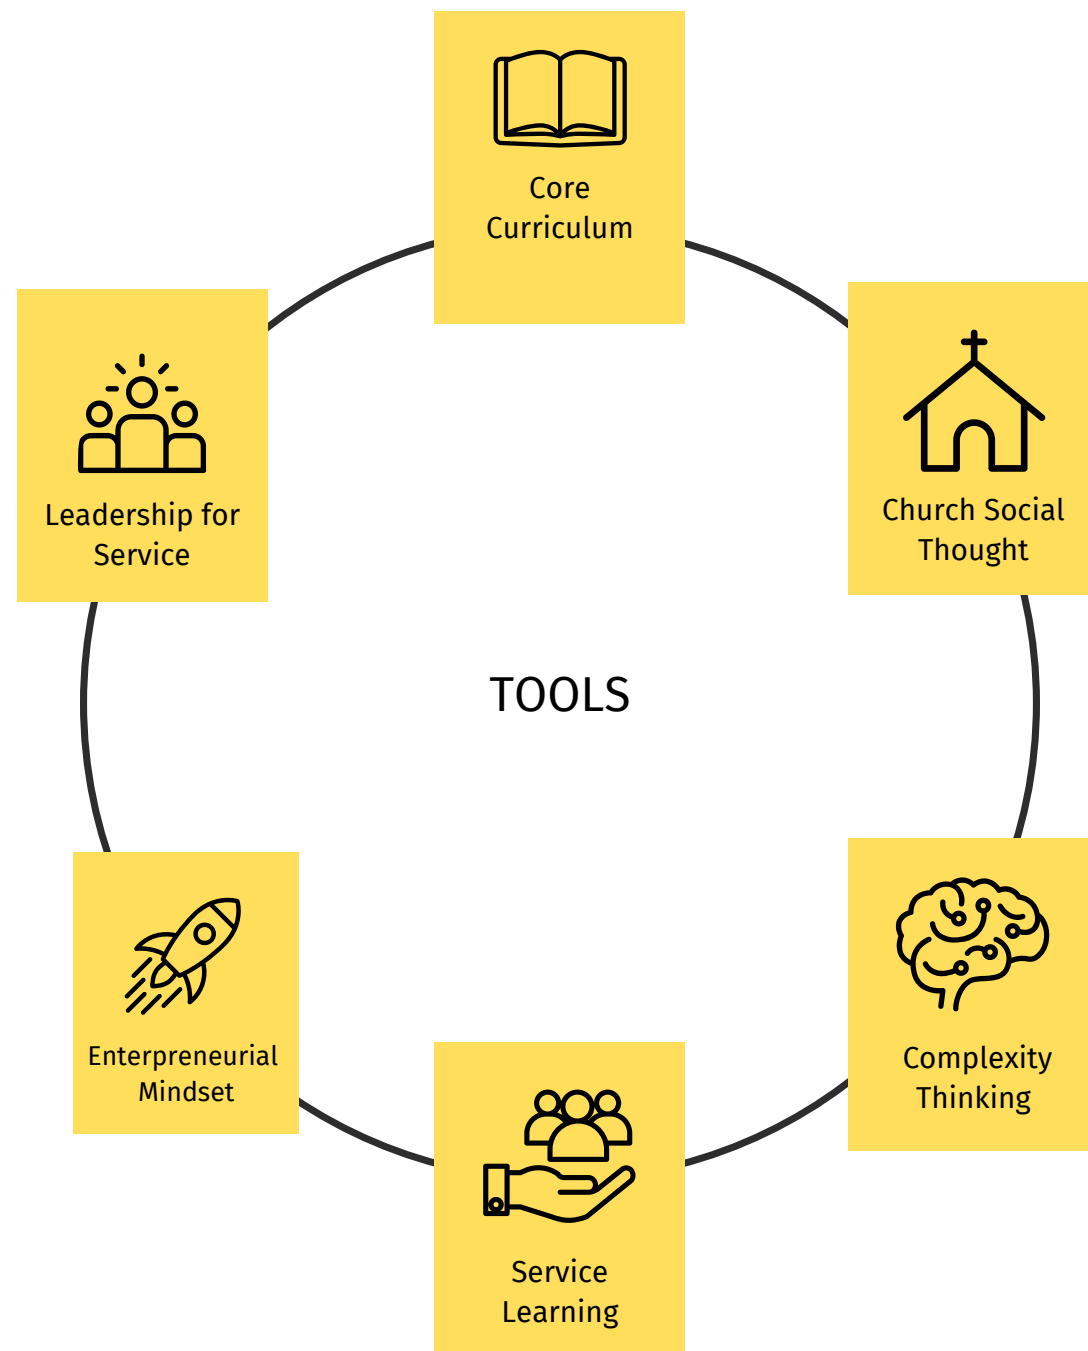 Core
Curriculum
Leadership for
Service
Church Social
Thought
TOOLS
Enterpreneurial
Mindset
Complexity
Thinking
Service
Learning